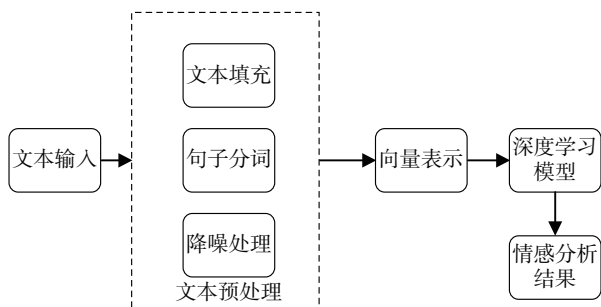 文本输入
文本填充
句子分词
降噪处理
文本预处理
向量表示
深度学习
模型
情感分析
结果